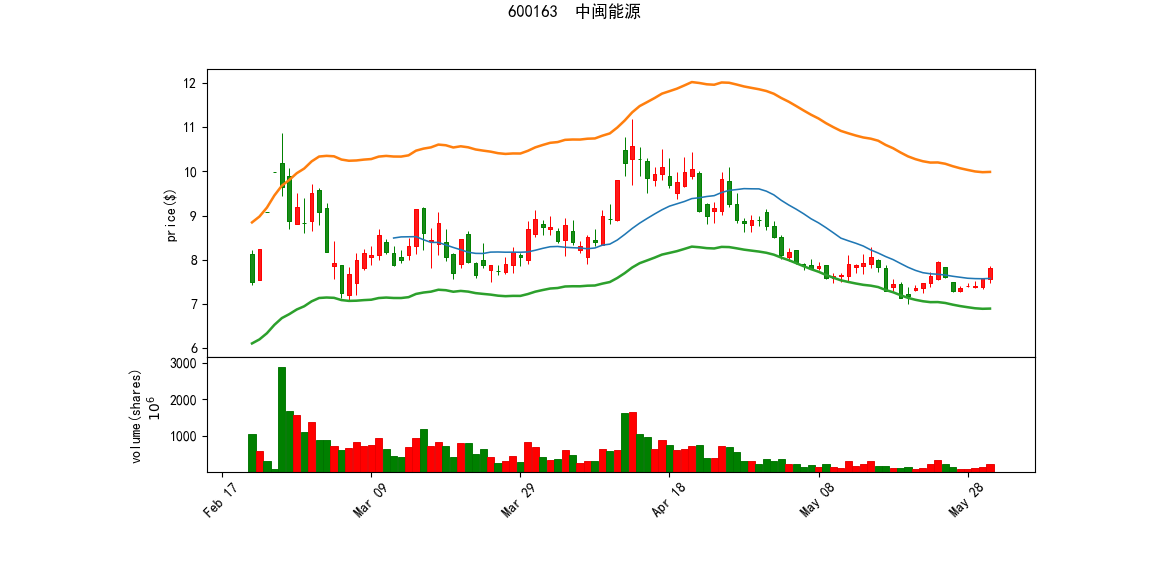 600163 中闽能源
price($)
12
11
10
9
8
7
6
volume(shares)
10^6
3000
2000
1000
Feb 17
Mar 09
Mar 29
Apr 18
May 08
May 28